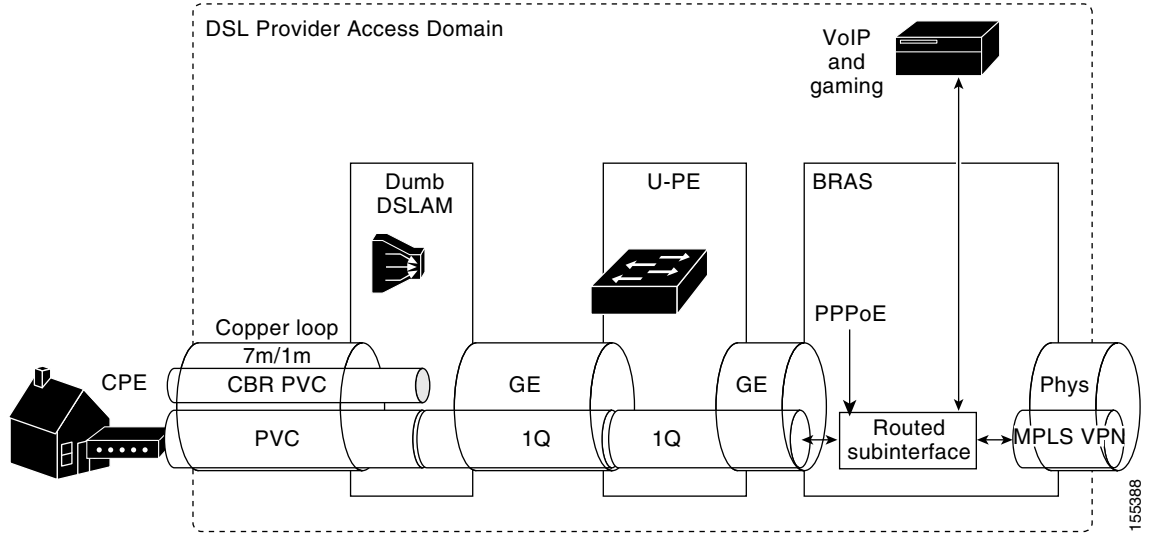 DSL Provider Access Domain
VoIP
and
gaming
Dumb
DSLAM
U-PE
BRAS
PPPoE
Copper loop
7m/1m
CPE
CBR PVC
GE
GE
Phys
PVC
1Q
1Q
Routed
subinterface
MPLS VPN
155388